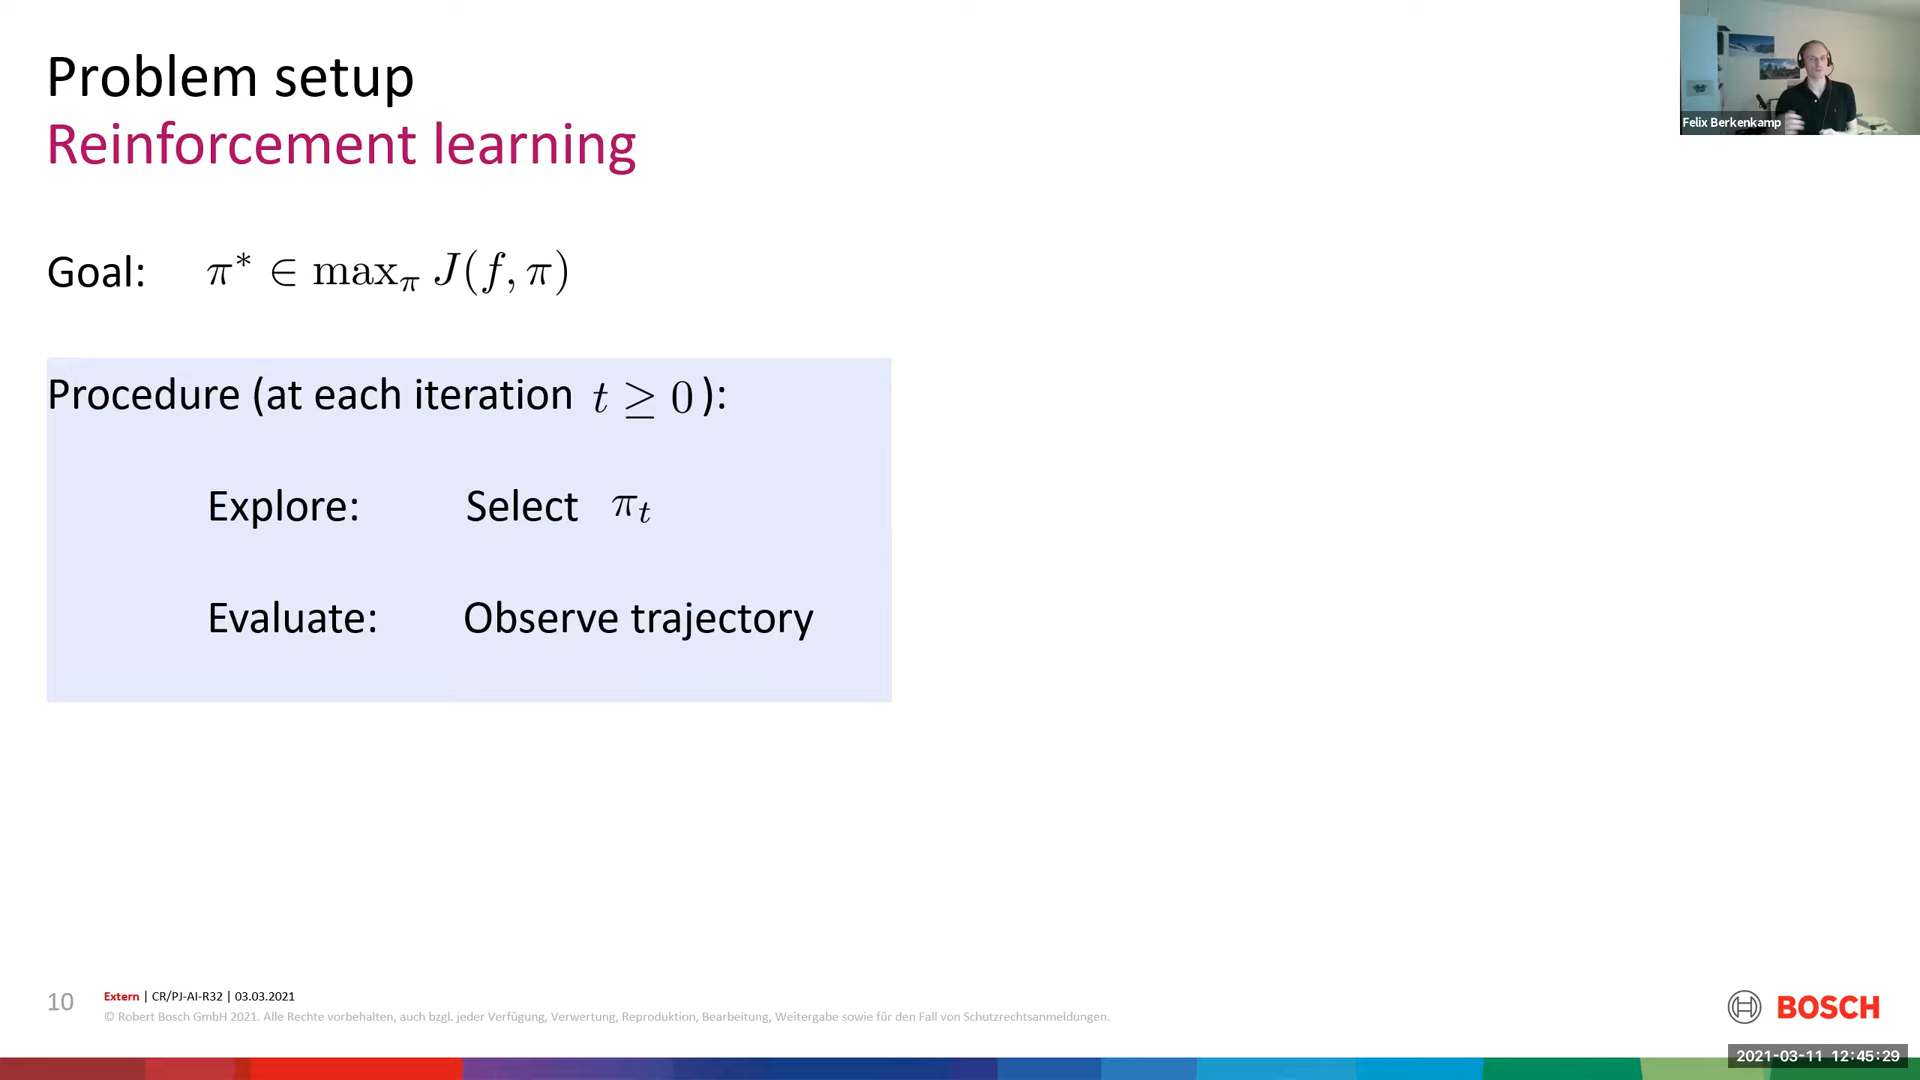 Problem setup
Reinforcement learning
Felix Berkenkamp
Goal: π* ∈ max_π J(f, π)
Procedure (at each iteration t ≥ 0):
Explore: Select π_t
Evaluate: Observe trajectory
10
Extern | CR/PJ-AI-R32 | 03.03.2021
© Robert Bosch GmbH 2021. Alle Rechte vorbehalten, auch bzgl. jeder Verfügung, Verwertung, Reproduktion, Bearbeitung, Weitergabe sowie für den Fall von Schutzrechtsanmeldungen.
BOSCH
2021-03-11 12:45:29